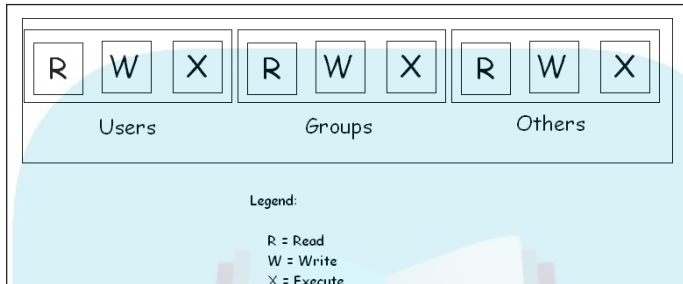 R W X R W X R W X
Users Groups Others
Legend:
R = Read
W = Write
X = Execute